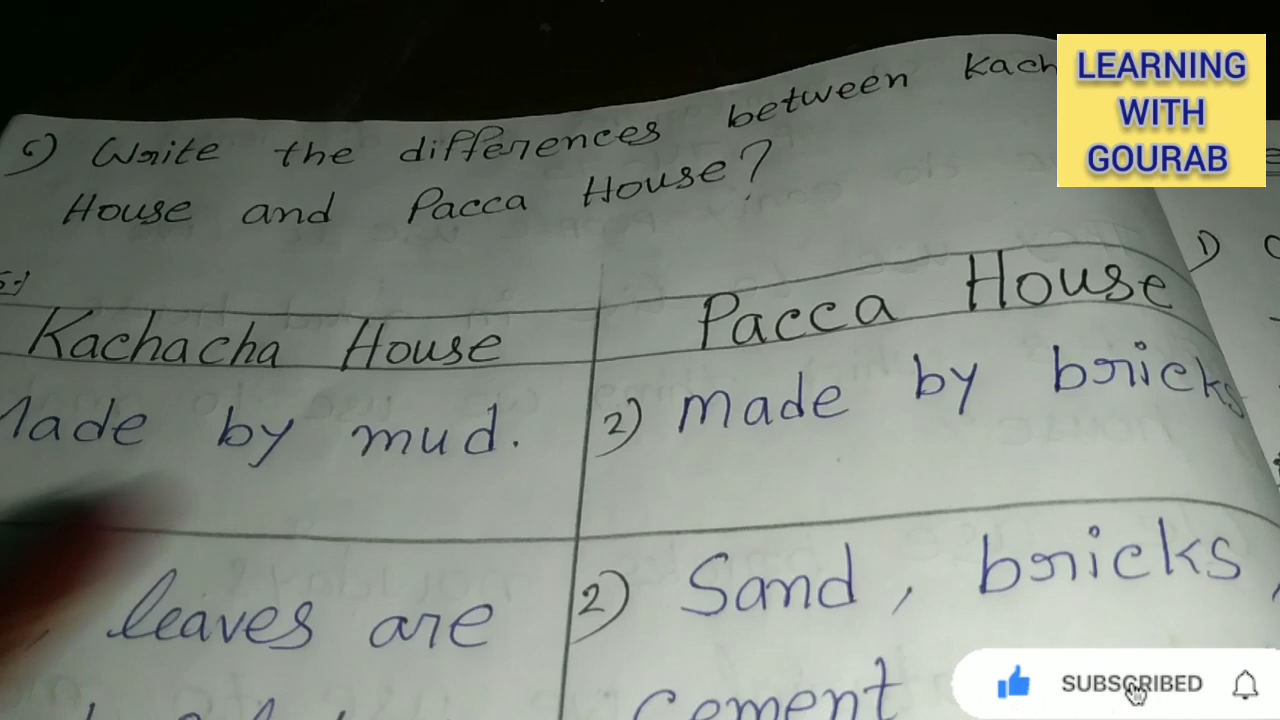 c) Write the differences between Kach
House and Pacca House?
Kachacha House
Pacca House
Made by mud.
2) Made by bricks
leaves are
2) Sand, bricks,
cement
LEARNING
WITH
GOURAB
1)
SUBSCRIBED